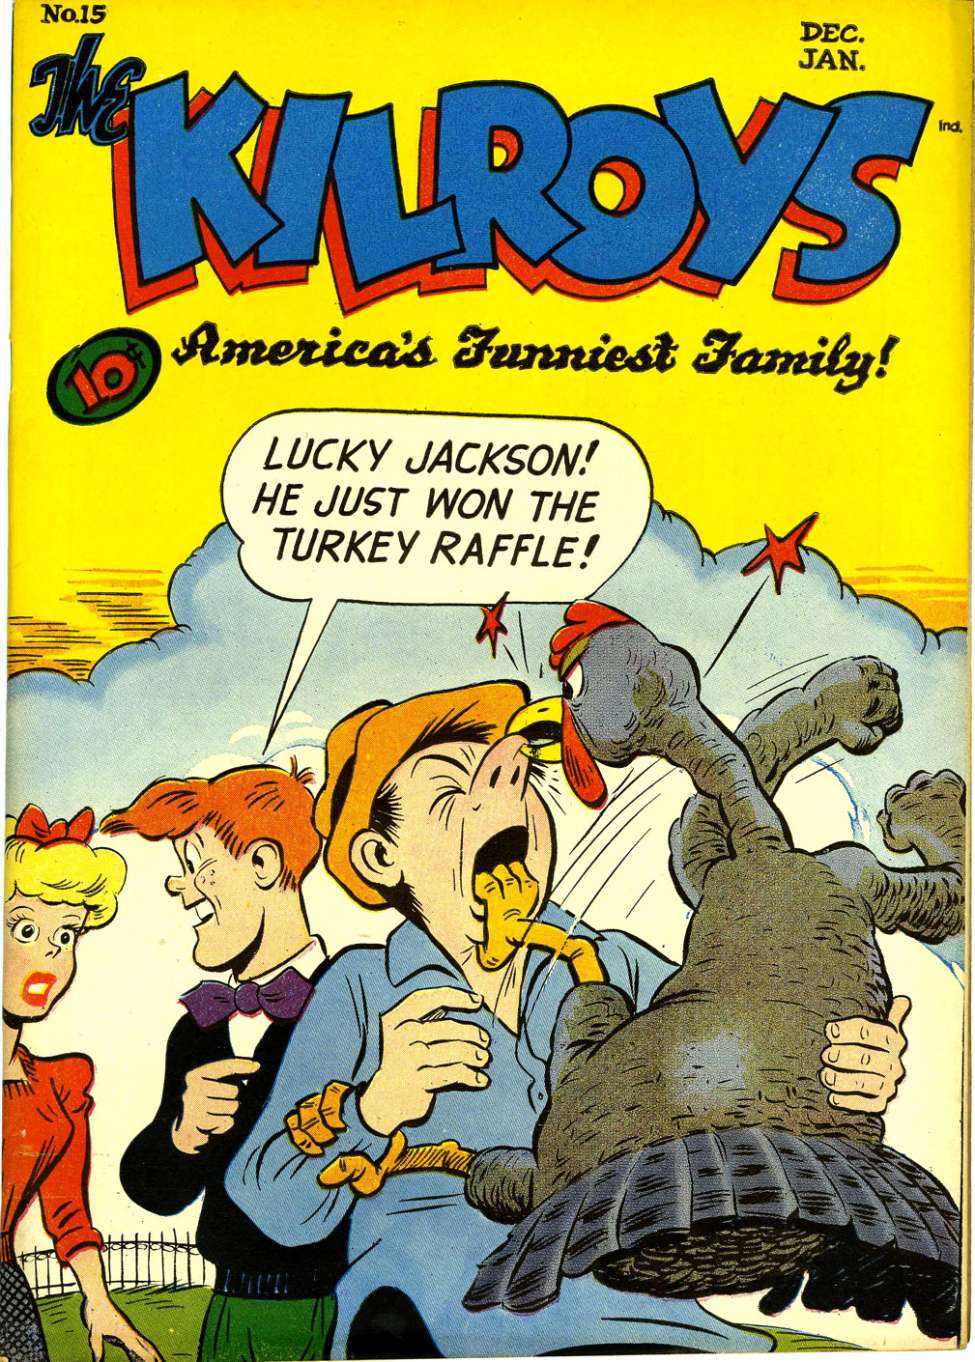 No.15
DEC.
JAN.
The
KILROYS
Ind.
10¢
America's Funniest Family!
LUCKY JACKSON!
HE JUST WON THE
TURKEY RAFFLE!